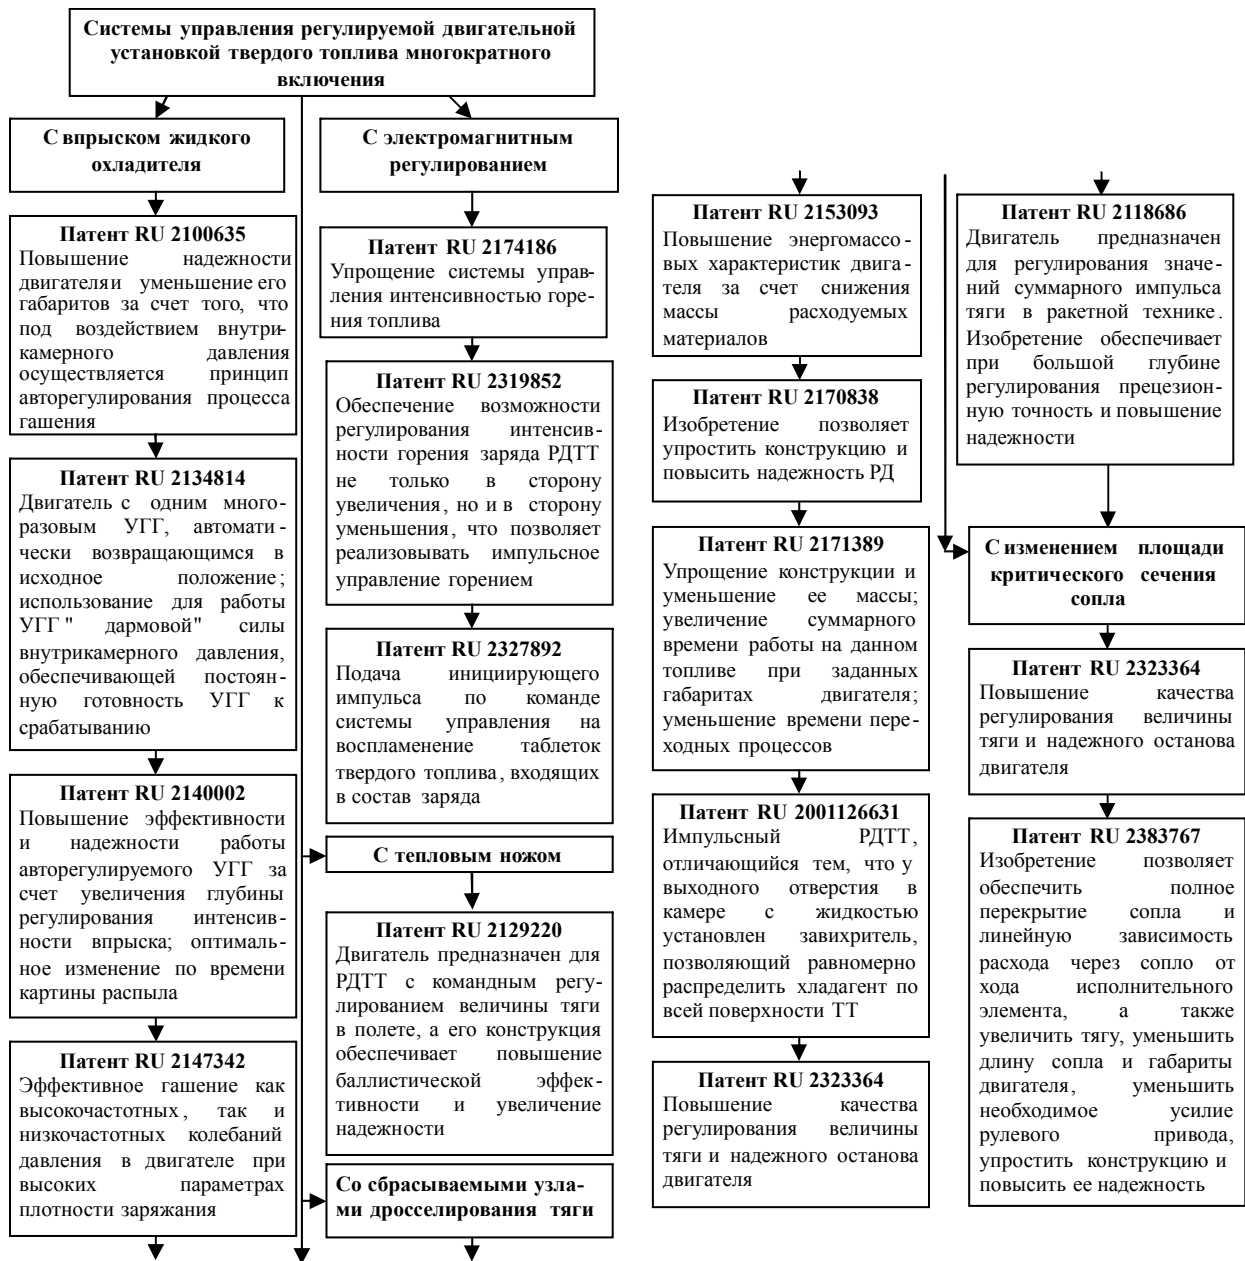 Системы управления регулируемой двигательной
установкой твердого топлива многократного
включения
С впрыском жидкого
охладителя
Патент RU 2100635
Повышение надежности
двигателя и уменьшение его
габаритов за счет того, что
под воздействием внутри-
камерного давления
осуществляется принцип
авторегулирования процесса
гашения
Патент RU 2134814
Двигатель с одним много-
разовым УГГ, автомати-
чески возвращающимся в
исходное положение;
использование для работы
УГГ " дармовой" силы
внутрикамерного давления,
обеспечивающей постоян-
ную готовность УГГ к
срабатыванию
Патент RU 2140002
Повышение эффективности
и надежности работы
авторегулируемого УГГ за
счет увеличения глубины
регулирования интенсив-
ности впрыска; оптималь-
ное изменение по времени
картины распыла
Патент RU 2147342
Эффективное гашение как
высокочастотных, так и
низкочастотных колебаний
давления в двигателе при
высоких параметрах
плотности заряжания
С электромагнитным
регулированием
Патент RU 2174186
Упрощение системы управ-
ления интенсивностью горе-
ния топлива
Патент RU 2319852
Обеспечение возможности
регулирования интенсив-
ности горения заряда РДТТ
не только в сторону
увеличения, но и в сторону
уменьшения, что позволяет
реализовывать импульсное
управление горением
Патент RU 2327892
Подача инициирующего
импульса по команде
системы управления на
воспламенение таблеток
твердого топлива, входящих
в состав заряда
С тепловым ножом
Патент RU 2129220
Двигатель предназначен для
РДТТ с командным регу-
лированием величины тяги
в полете, а его конструкция
обеспечивает повышение
баллистической эффек-
тивности и увеличение
надежности
Со сбрасываемыми узла-
ми дросселирования тяги
Патент RU 2153093
Повышение энергомассо-
вых характеристик двига-
теля за счет снижения
массы расходуемых
материалов
Патент RU 2170838
Изобретение позволяет
упростить конструкцию и
повысить надежность РД
Патент RU 2171389
Упрощение конструкции и
уменьшение ее массы;
увеличение суммарного
времени работы на данном
топливе при заданных
габаритах двигателя;
уменьшение времени пере-
ходных процессов
Патент RU 2001126631
Импульсный РДТТ,
отличающийся тем, что у
выходного отверстия в
камере с жидкостью
установлен завихритель,
позволяющий равномерно
распределить хладагент по
всей поверхности ТТ
Патент RU 2323364
Повышение качества
регулирования величины
тяги и надежного останова
двигателя
Патент RU 2118686
Двигатель предназначен
для регулирования значе-
ний суммарного импульса
тяги в ракетной технике.
Изобретение обеспечивает
при большой глубине
регулирования прецезион-
ную точность и повышение
надежности
С изменением площади
критического сечения
сопла
Патент RU 2323364
Повышение качества
регулирования величины
тяги и надежного останова
двигателя
Патент RU 2383767
Изобретение позволяет
обеспечить полное
перекрытие сопла и
линейную зависимость
расхода через сопло от
хода исполнительного
элемента, а также
увеличить тягу, уменьшить
длину сопла и габариты
двигателя, уменьшить
необходимое усилие
рулевого привода,
упростить конструкцию и
повысить ее надежность